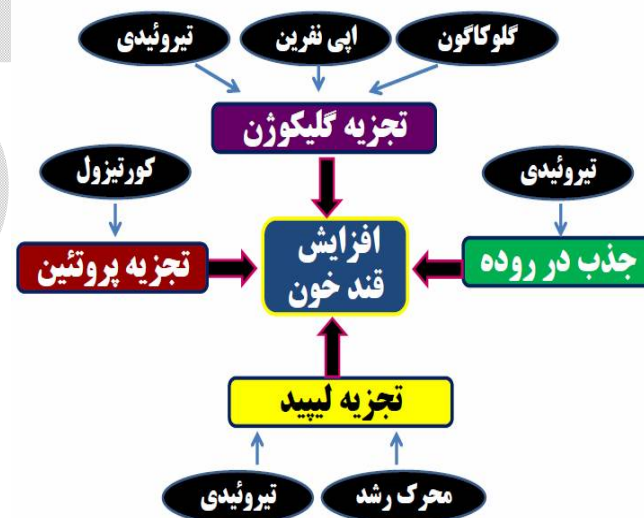 گلوکاگون
اپی نفرین
تیروئیدی
تجزیه گلیکوژن
تیروئیدی
کورتیزول
جذب در روده
افزایش
قند خون
تجزیه پروتئین
تجزیه لیپید
محرک رشد
تیروئیدی